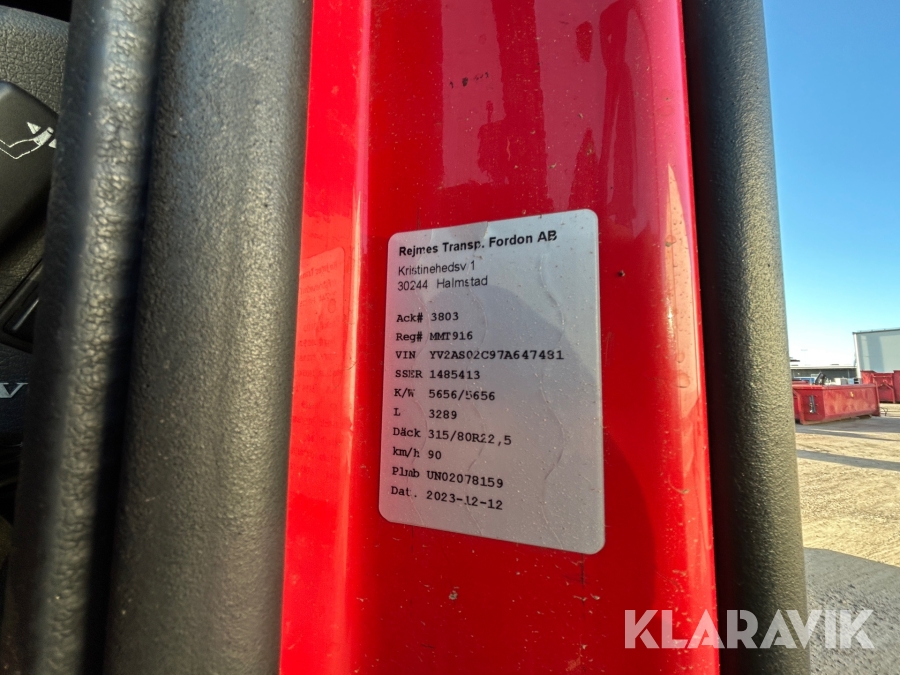 Rejmes Transp. Fordon AB
Kristinehedsv 1
30244 Halmstad
Ack# 3803
Reg# MMT916
VIN YV2AS02C97A647481
SSER 1485413
K/W 5656/5656
L 3289
Däck 315/80R22,5
km/h 90
Plmb UN02078159
Dat. 2023-12-12
KLARAVIK